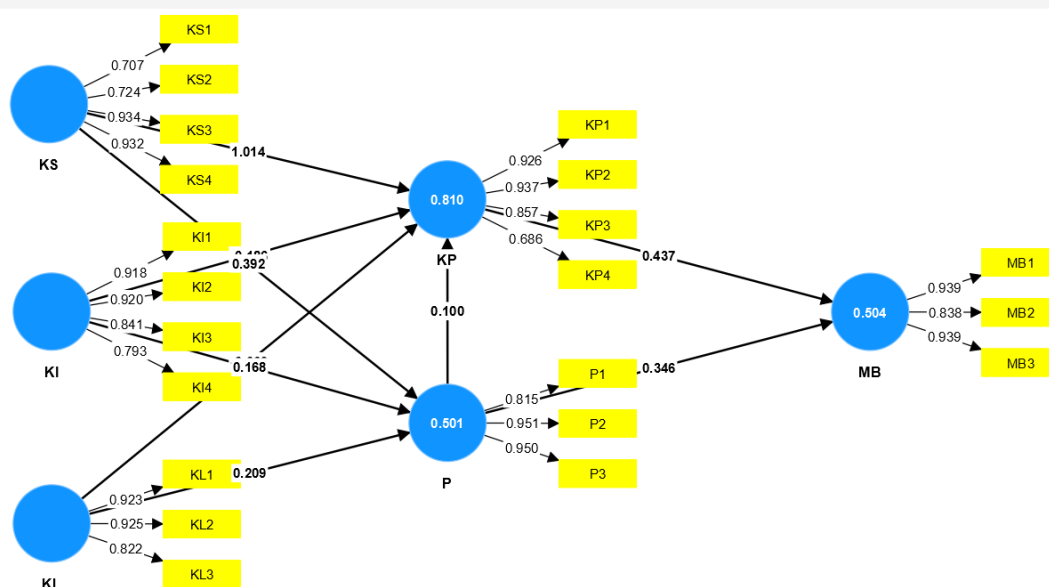 KS1
0.707
KS2
0.724
KS3
0.934
KS4
0.932
KS
1.014
KI1
0.918
KI2
0.920
KI3
0.841
KI4
0.793
KI
0.392
0.168
KL1
0.923
KL2
0.925
KL3
0.822
0.209
KP1
0.926
KP2
0.937
KP3
0.857
KP4
0.686
0.810
KP
0.100
0.437
P1
0.815
P2
0.951
P3
0.950
0.501
P
0.346
MB1
0.939
MB2
0.838
MB3
0.939
0.504
MB